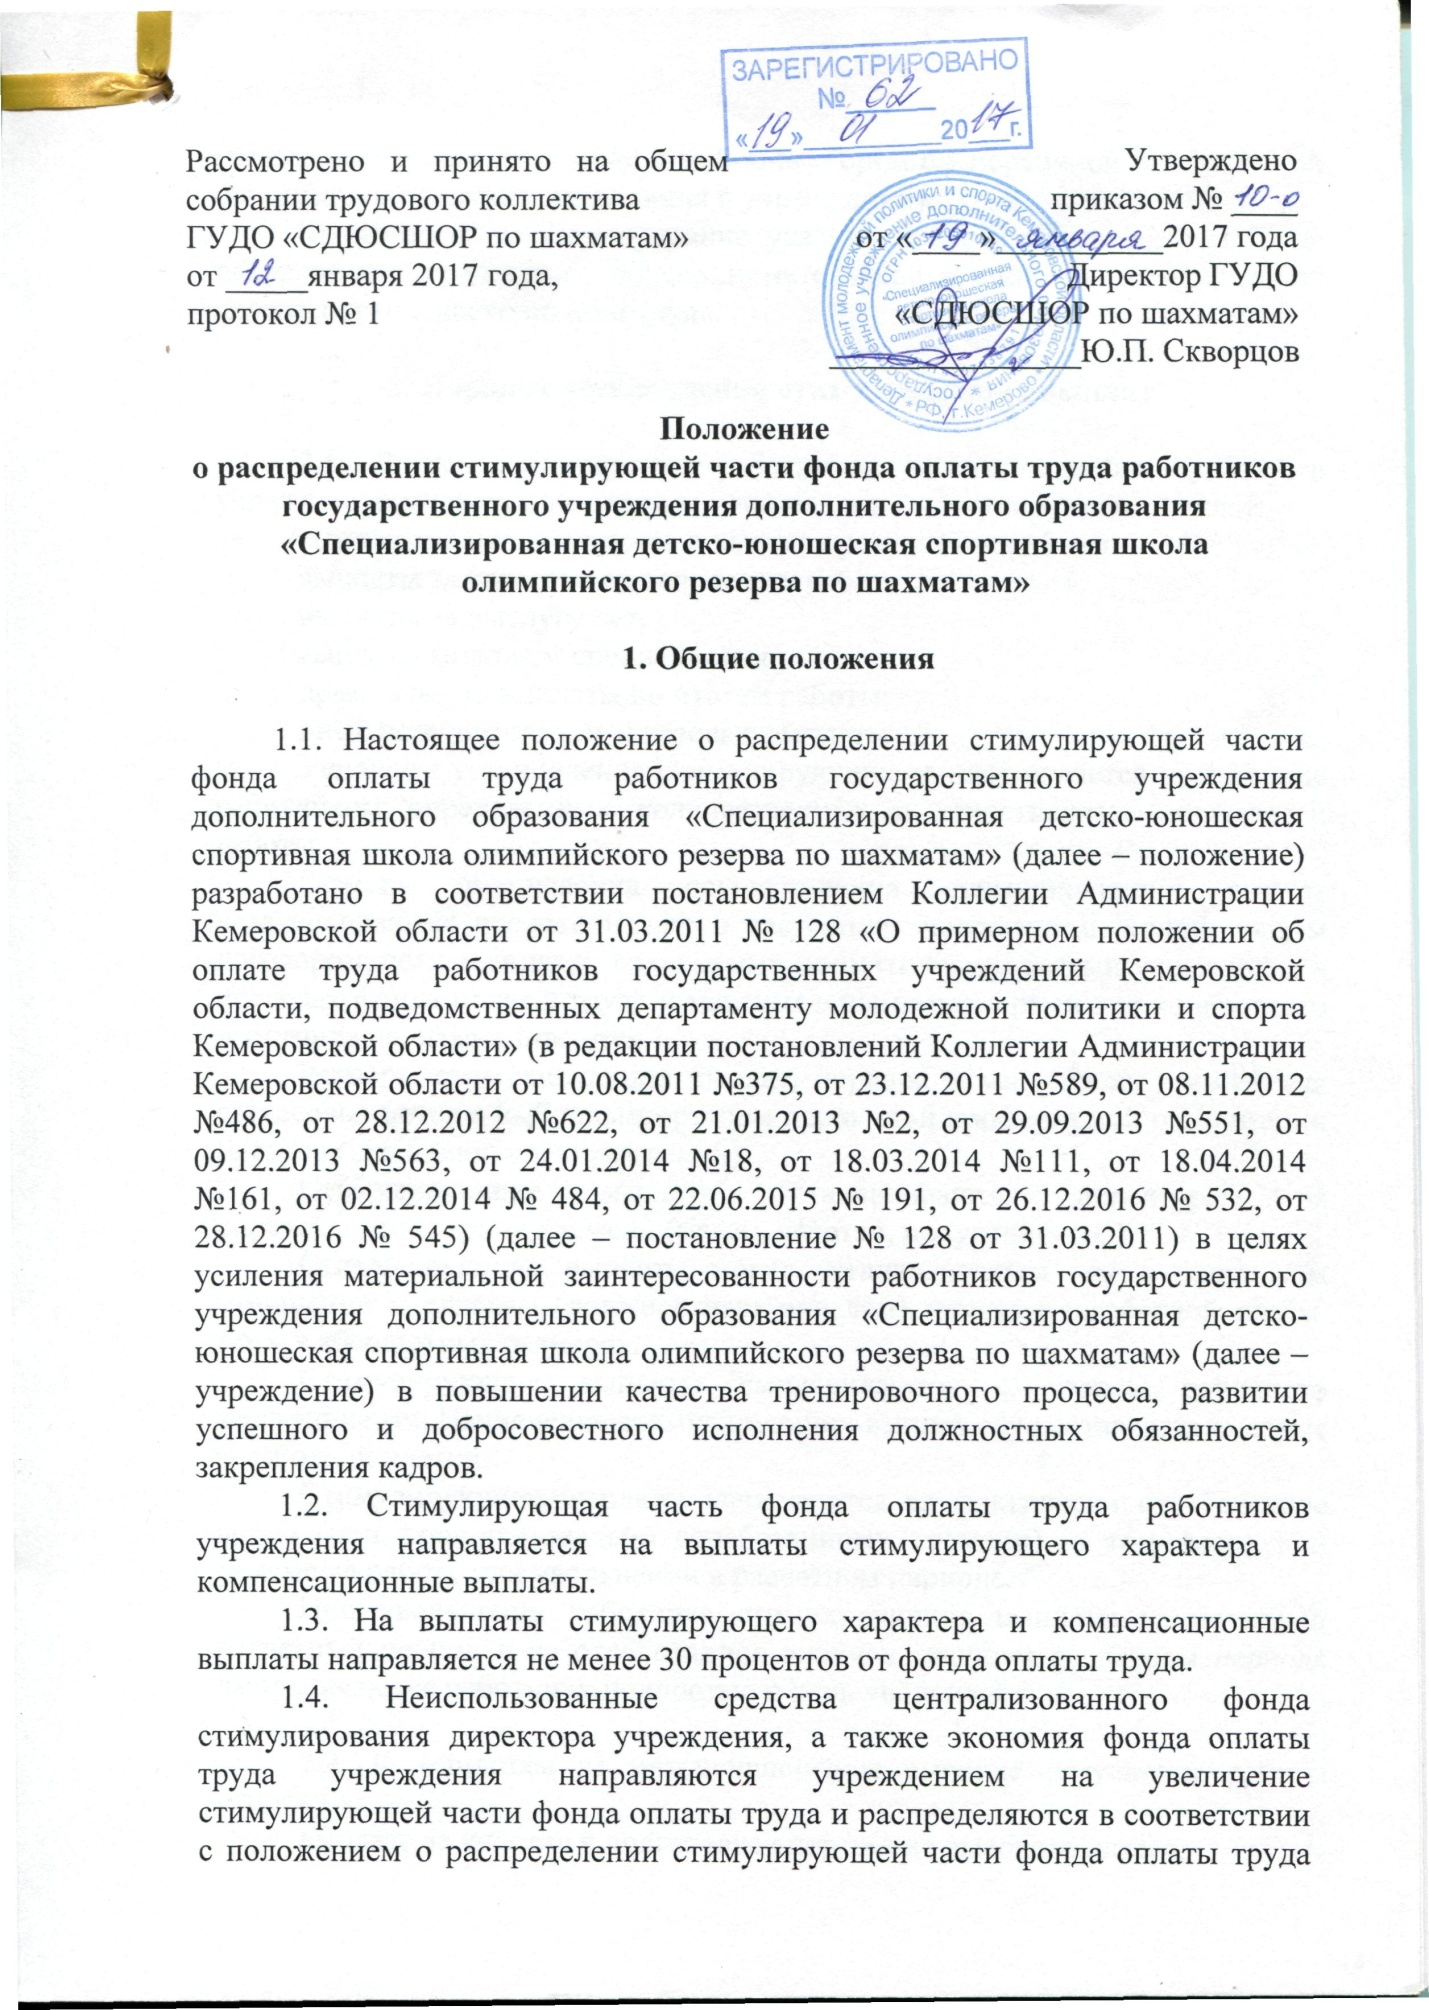 ЗАРЕГИСТРИРОВАНО
№ 62
«19» 01 2017г.
Рассмотрено и принято на общем
собрании трудового коллектива
ГУДО «СДЮСШОР по шахматам»
от 12 января 2017 года,
протокол № 1
Утверждено
приказом № 10-о
от « 19 » января 2017 года
Директор ГУДО
«СДЮСШОР по шахматам»
Ю.П. Скворцов
Положение
о распределении стимулирующей части фонда оплаты труда работников
государственного учреждения дополнительного образования
«Специализированная детско-юношеская спортивная школа
олимпийского резерва по шахматам»
1. Общие положения
1.1. Настоящее положение о распределении стимулирующей части
фонда оплаты труда работников государственного учреждения
дополнительного образования «Специализированная детско-юношеская
спортивная школа олимпийского резерва по шахматам» (далее – положение)
разработано в соответствии постановлением Коллегии Администрации
Кемеровской области от 31.03.2011 № 128 «О примерном положении об
оплате труда работников государственных учреждений Кемеровской
области, подведомственных департаменту молодежной политики и спорта
Кемеровской области» (в редакции постановлений Коллегии Администрации
Кемеровской области от 10.08.2011 №375, от 23.12.2011 №589, от 08.11.2012
№486, от 28.12.2012 №622, от 21.01.2013 №2, от 29.09.2013 №551, от
09.12.2013 №563, от 24.01.2014 №18, от 18.03.2014 №111, от 18.04.2014
№161, от 02.12.2014 № 484, от 22.06.2015 № 191, от 26.12.2016 № 532, от
28.12.2016 № 545) (далее – постановление № 128 от 31.03.2011) в целях
усиления материальной заинтересованности работников государственного
учреждения дополнительного образования «Специализированная детско-
юношеская спортивная школа олимпийского резерва по шахматам» (далее –
учреждение) в повышении качества тренировочного процесса, развитии
успешного и добросовестного исполнения должностных обязанностей,
закрепления кадров.
1.2. Стимулирующая часть фонда оплаты труда работников
учреждения направляется на выплаты стимулирующего характера и
компенсационные выплаты.
1.3. На выплаты стимулирующего характера и компенсационные
выплаты направляется не менее 30 процентов от фонда оплаты труда.
1.4. Неиспользованные средства централизованного фонда
стимулирования директора учреждения, а также экономия фонда оплаты
труда учреждения направляются учреждением на увеличение
стимулирующей части фонда оплаты труда и распределяются в соответствии
с положением о распределении стимулирующей части фонда оплаты труда